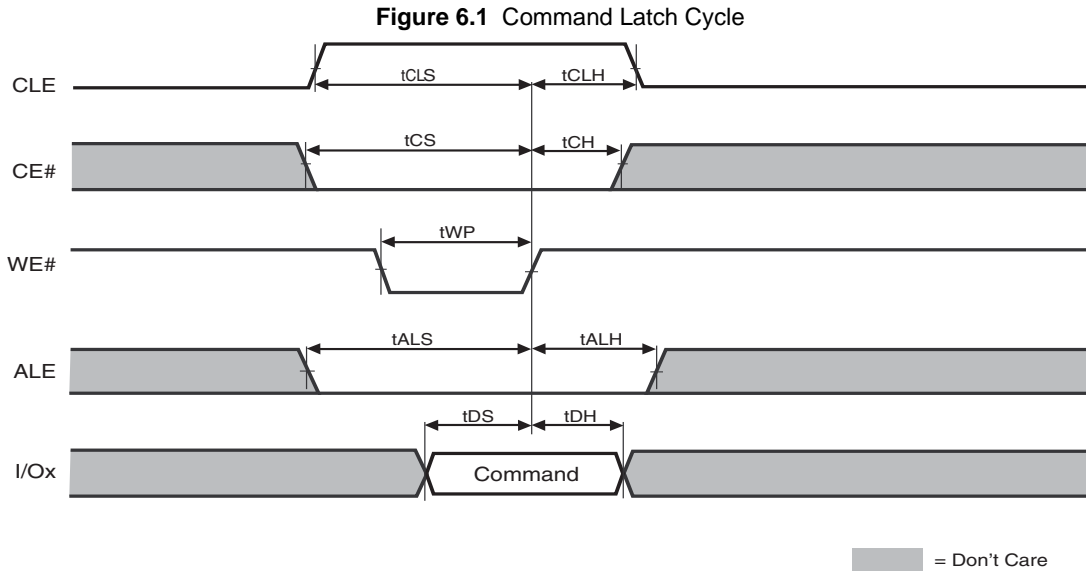 Figure 6.1 Command Latch Cycle
CLE
tCLS
tCLH
CE#
tCS
tCH
WE#
tWP
ALE
tALS
tALH
I/Ox
tDS
tDH
Command
= Don't Care